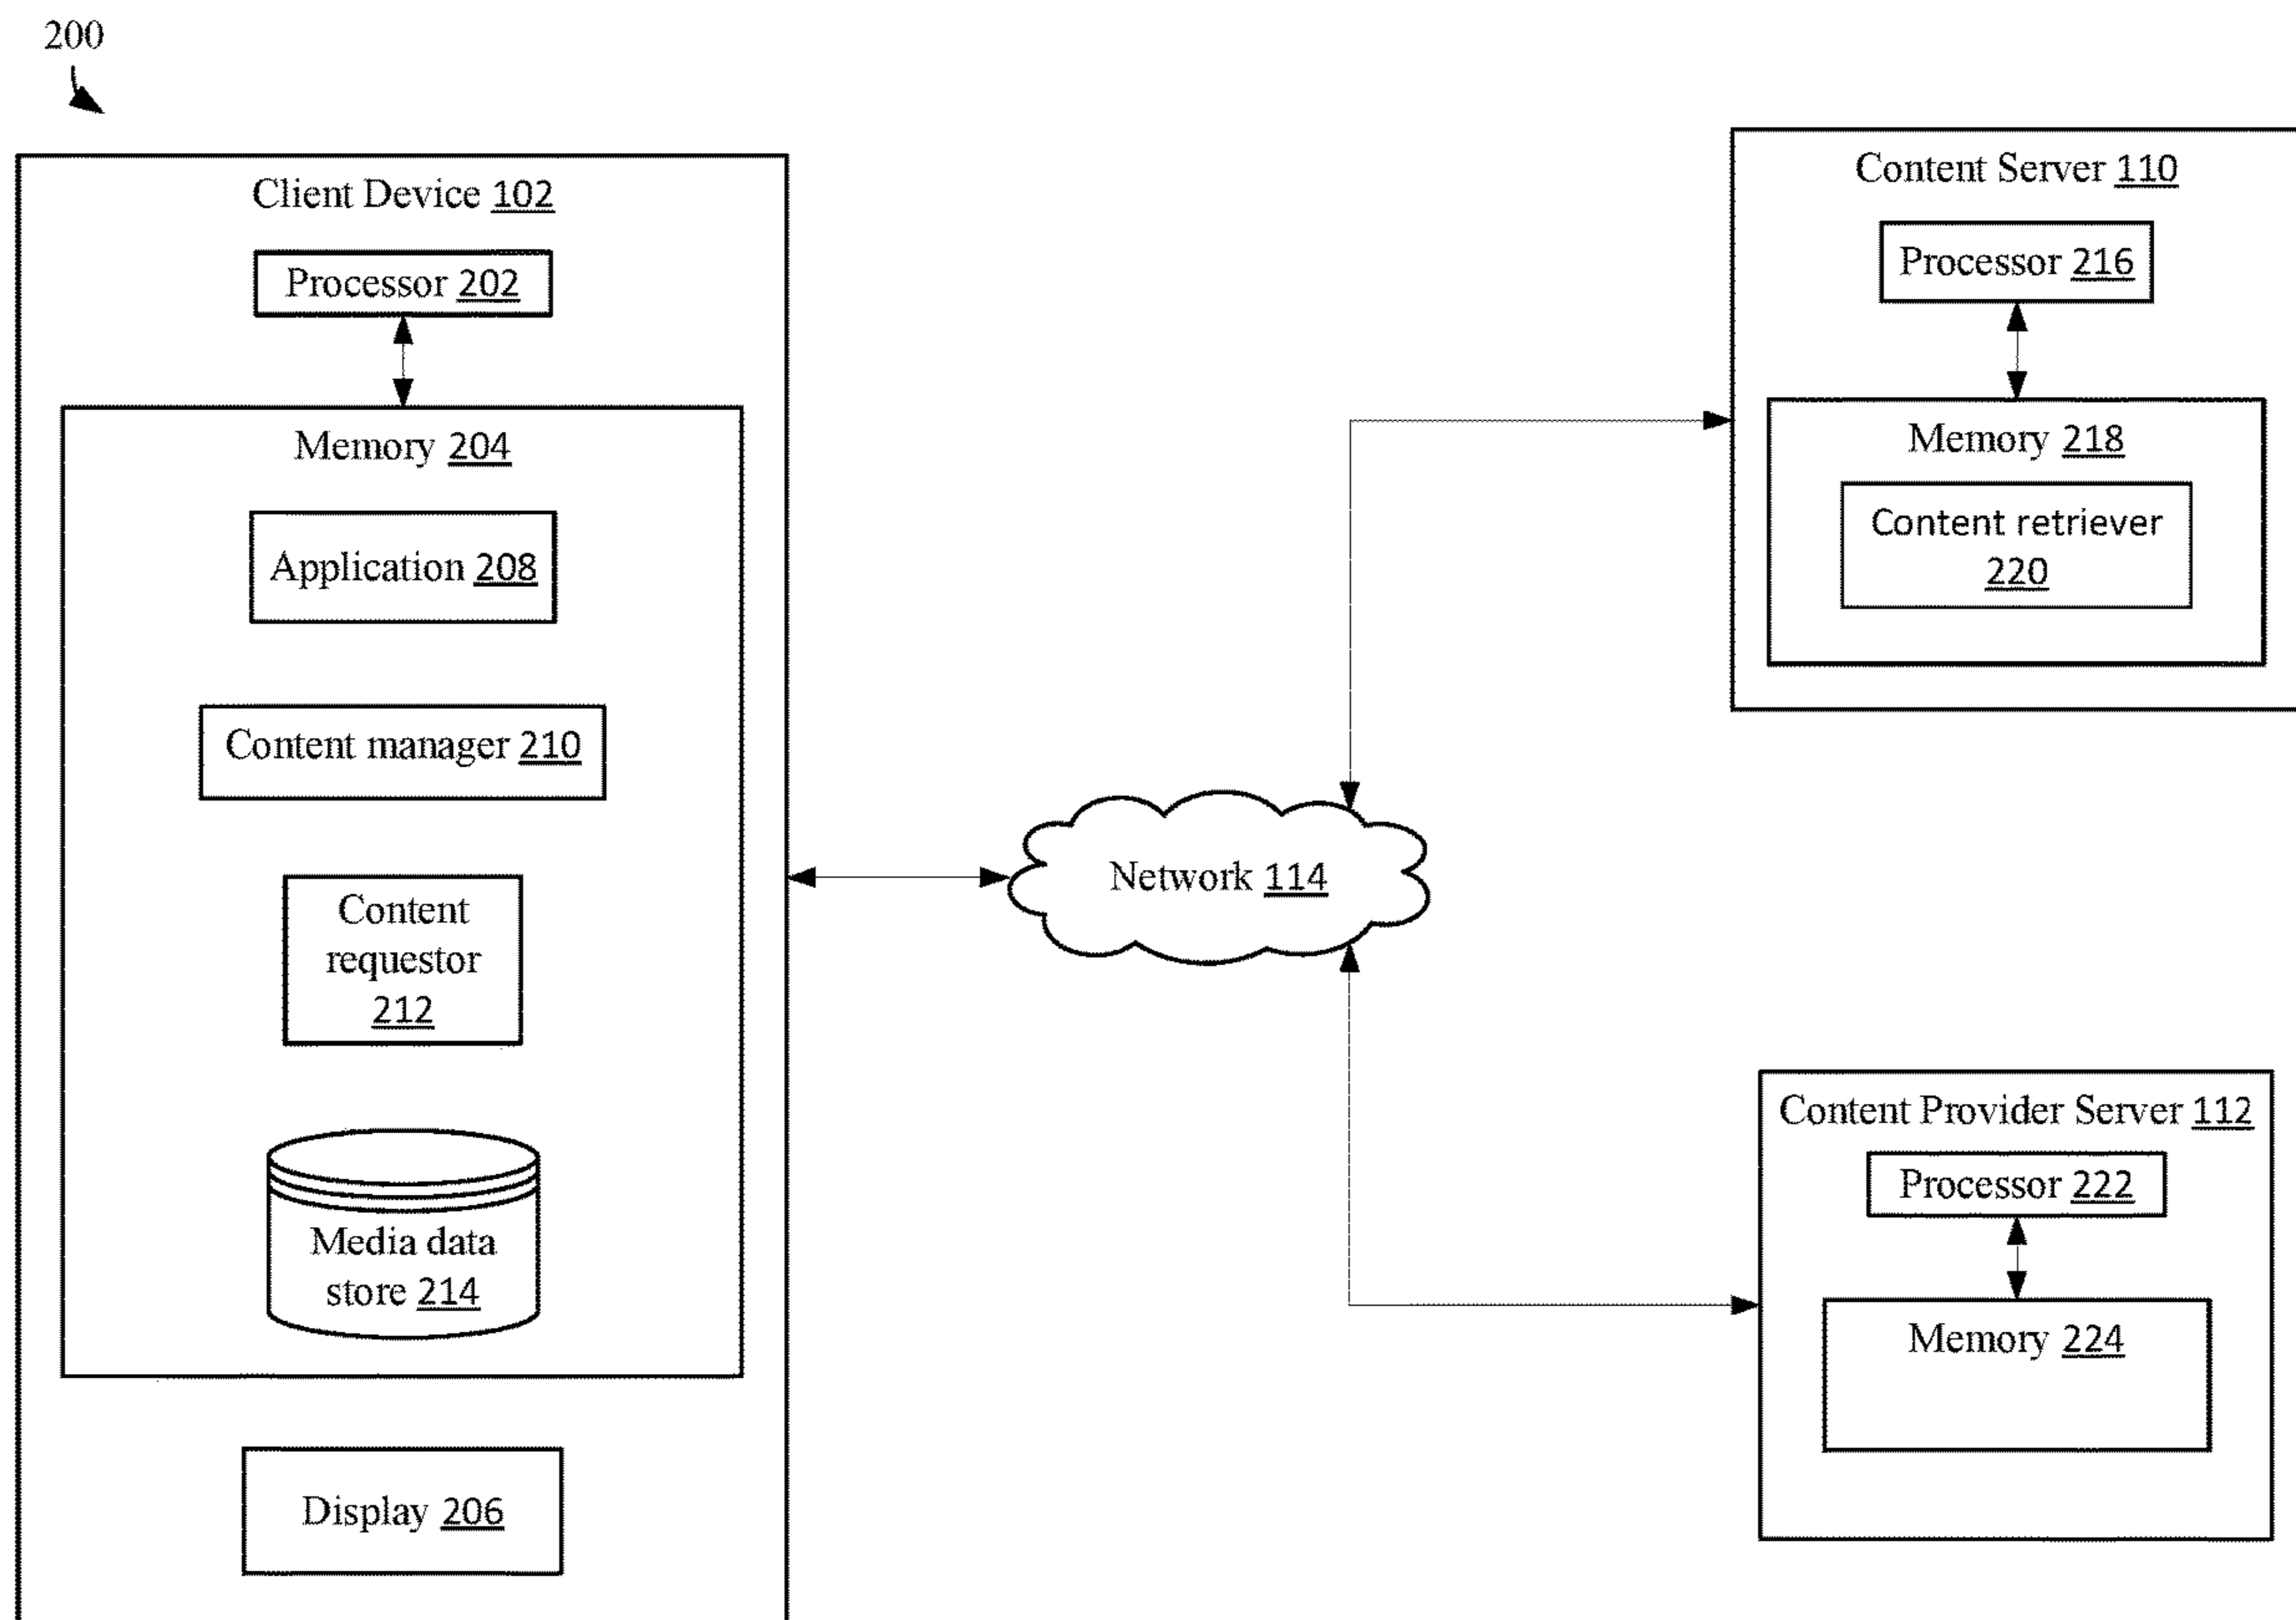 200
Client Device 102
Processor 202
Memory 204
Application 208
Content manager 210
Content
requestor
212
Media data
store 214
Display 206
Network 114
Content Server 110
Processor 216
Memory 218
Content retriever
220
Content Provider Server 112
Processor 222
Memory 224